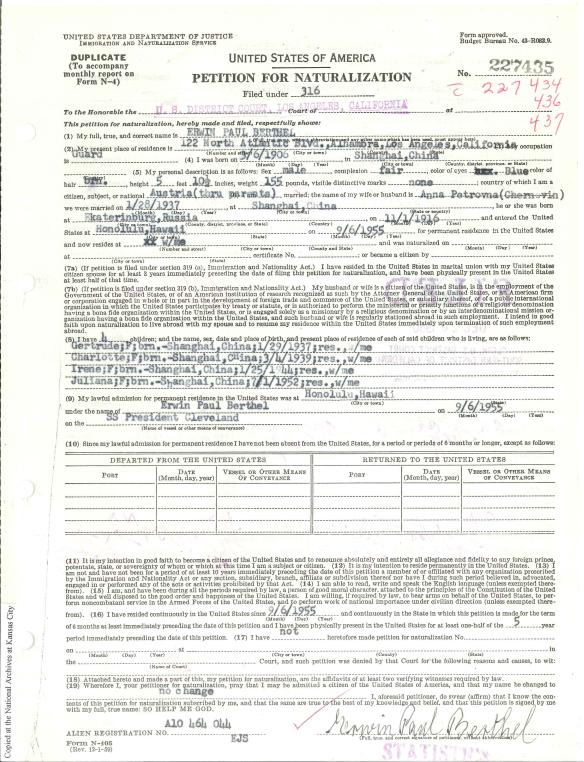 UNITED STATES DEPARTMENT OF JUSTICE
IMMIGRATION AND NATURALIZATION SERVICE
Form approved.
Budget Bureau No. 43-R083.9.
DUPLICATE
(To accompany monthly report on Form N-4)
UNITED STATES OF AMERICA
PETITION FOR NATURALIZATION
No. 227435
227 434
436
437
Filed under 316
To the Honorable the U. S. DISTRICT COURT, LOS ANGELES, CALIFORNIA Court of at
This petition for naturalization, hereby made and filed, respectfully shows:
(1) My full, true, and correct name is ERWIN PAUL BERTHEL
(2) My present place of residence is 122 North Atlantic Blvd., Alhambra, Los Angeles, California occupation
Guard (4) I was born on 3/6/1906 in Shanghai, China
(5) My personal description is as follows: Sex male, complexion fair, color of eyes Blue color of
hair brn., height 5 feet 10½ inches, weight 155 pounds, visible distinctive marks none country of which I am a
citizen, subject, or national Austria (thru parents) married; the name of my wife or husband is Anna Petrovna (Chernavin)
we were married on 1/28/1937 at Shanghai, China he or she was born
at Ekaterinburg, Russia on 11/1/1916 and entered the United
States at Honolulu, Hawaii on 9/6/1955 for permanent residence in the United States
and now resides at w/me and was naturalized on
at certificate No. or became a citizen by
(7a) (If petition is filed under section 319 (a), Immigration and Nationality Act) I have resided in the United States in marital union with my United States
citizen spouse for at least 3 years immediately preceding the date of filing this petition for naturalization, and have been physically present in the United States
at least half of that time.
(7b) (If petition is filed under section 319 (b), Immigration and Nationality Act) My husband or wife is a citizen of the United States, is in the employment of the
Government of the United States, or of an American institution of research recognized as such by the Attorney General of the United States, or an American firm
or corporation engaged in whole or in part in the development of foreign trade and commerce of the United States, or subsidiary thereof, or of a public international
organization in which the United States participates by treaty or statute, or is authorized to perform the ministerial or priestly functions of a religious denomination
having a bona fide organization within the United States, or is engaged solely as a missionary by a religious denomination or by an interdenominational mission organization
having a bona fide organization within the United States, and such husband or wife is regularly stationed abroad in such employment. I intend in good
faith upon naturalization to live abroad with my spouse and to resume my residence within the United States immediately upon termination of such employment
abroad.
(8) I have 4 children; and the name, sex, date and place of birth, and present place of residence of each of said children who is living, are as follows:
Gertrude;F;brn.-Shanghai,China;1/29/1937;res.,w/me
Charlotte;F;brn.-Shanghai,China;3/4/1939;res.,w/me
Irene;F;brn.-Shanghai,China;1/25/1944;res.,w/me
Juliana;F;brn.-Shanghai,China;7/1/1952;res.,w/me
(9) My lawful admission for permanent residence in the United States was at Honolulu, Hawaii
under the name of Erwin Paul Berthel on 9/6/1955
on the SS President Cleveland
(Name of vessel or other means of conveyance)
(10) Since my lawful admission for permanent residence I have not been absent from the United States, for a period or periods of 6 months or longer, except as follows:
DEPARTED FROM THE UNITED STATES RETURNED TO THE UNITED STATES
PORT DATE (Month, day, year) VESSEL OR OTHER MEANS OF CONVEYANCE PORT DATE (Month, day, year) VESSEL OR OTHER MEANS OF CONVEYANCE
(11) It is my intention in good faith to become a citizen of the United States and to renounce absolutely and entirely all allegiance and fidelity to any foreign prince,
potentate, state, or sovereignty of whom or which at this time I am a subject or citizen. (12) It is my intention to reside permanently in the United States. (13) I
am not and have not been for a period of at least 10 years immediately preceding the date of this petition a member of or affiliated with any organization proscribed
by the Immigration and Nationality Act or any section, subsidiary, branch, affiliate or subdivision thereof nor have I during such period believed in, advocated,
engaged in or performed any of the acts or activities prohibited by that Act. (14) I am able to read, write and speak the English language (unless exempted therefrom).
(15) I am, and have been during all the periods required by law, a person of good moral character, attached to the principles of the Constitution of the United States
and well disposed to the good order and happiness of the United States. I am willing, if required by law, to bear arms on behalf of the United States, or to perform
noncombatant service in the Armed Forces of the United States, or to perform work of national importance under civilian direction (unless exempted therefrom).
(16) I have resided continuously in the United States since 9/6/1955 and continuously in the State in which this petition is made for the term
of 6 months at least immediately preceding the date of this petition and I have been physically present in the United States for at least one-half of the 5 year
period immediately preceding the date of this petition. (17) I have not heretofore made petition for naturalization No.
on at in
the Court, and such petition was denied by that Court for the following reasons and causes, to wit:
(18) Attached hereto and made a part of this, my petition for naturalization, are the affidavits of at least two verifying witnesses required by law.
(19) Wherefore I, your petitioner for naturalization, pray that I may be admitted a citizen of the United States of America, and that my name be changed to
no change I, aforesaid petitioner, do swear (affirm) that I know the contents
of this petition for naturalization subscribed by me, and that the same are true to the best of my knowledge and belief, and that this petition is signed by me
with my full, true name: SO HELP ME GOD.
A10 464 044
ALIEN REGISTRATION NO.
EJS
Erwin Paul Berthel
STATISTICS
Form N-405
(Rev. 12-1-59)
Copied at the National Archives at Kansas City